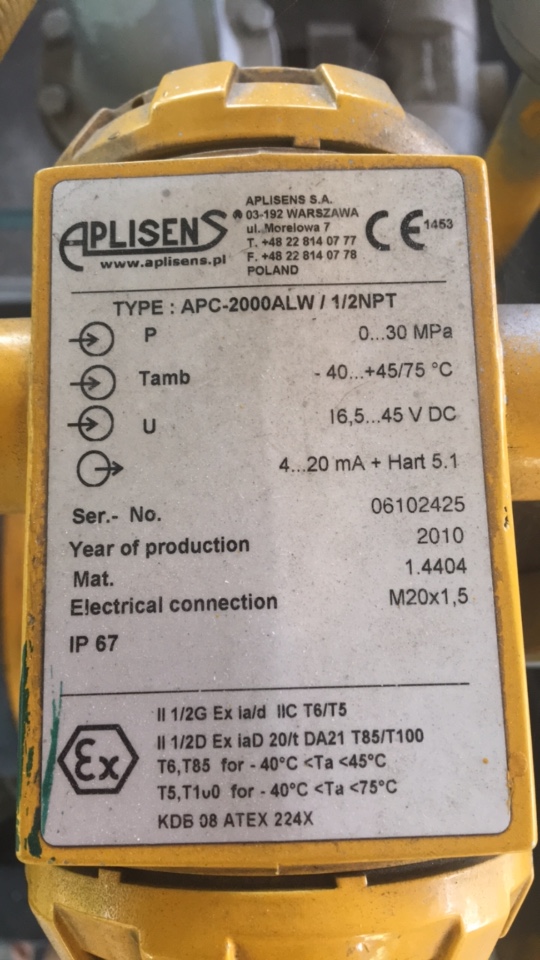 APLISENS ®
www.aplisens.pl
APLISENS S.A.
03-192 WARSZAWA
ul. Morelowa 7
T. +48 22 814 07 77
F. +48 22 814 07 78
POLAND
CE 1453
TYPE : APC-2000ALW / 1/2NPT
P 0...30 MPa
Tamb - 40...+45/75 °C
U 16,5...45 V DC
4...20 mA + Hart 5.1
Ser.- No. 06102425
Year of production 2010
Mat. 1.4404
Electrical connection M20x1,5
IP 67
Ex
II 1/2G Ex ia/d IIC T6/T5
II 1/2D Ex iaD 20/t DA21 T85/T100
T6,T85 for - 40°C <Ta <45°C
T5,T100 for - 40°C <Ta <75°C
KDB 08 ATEX 224X